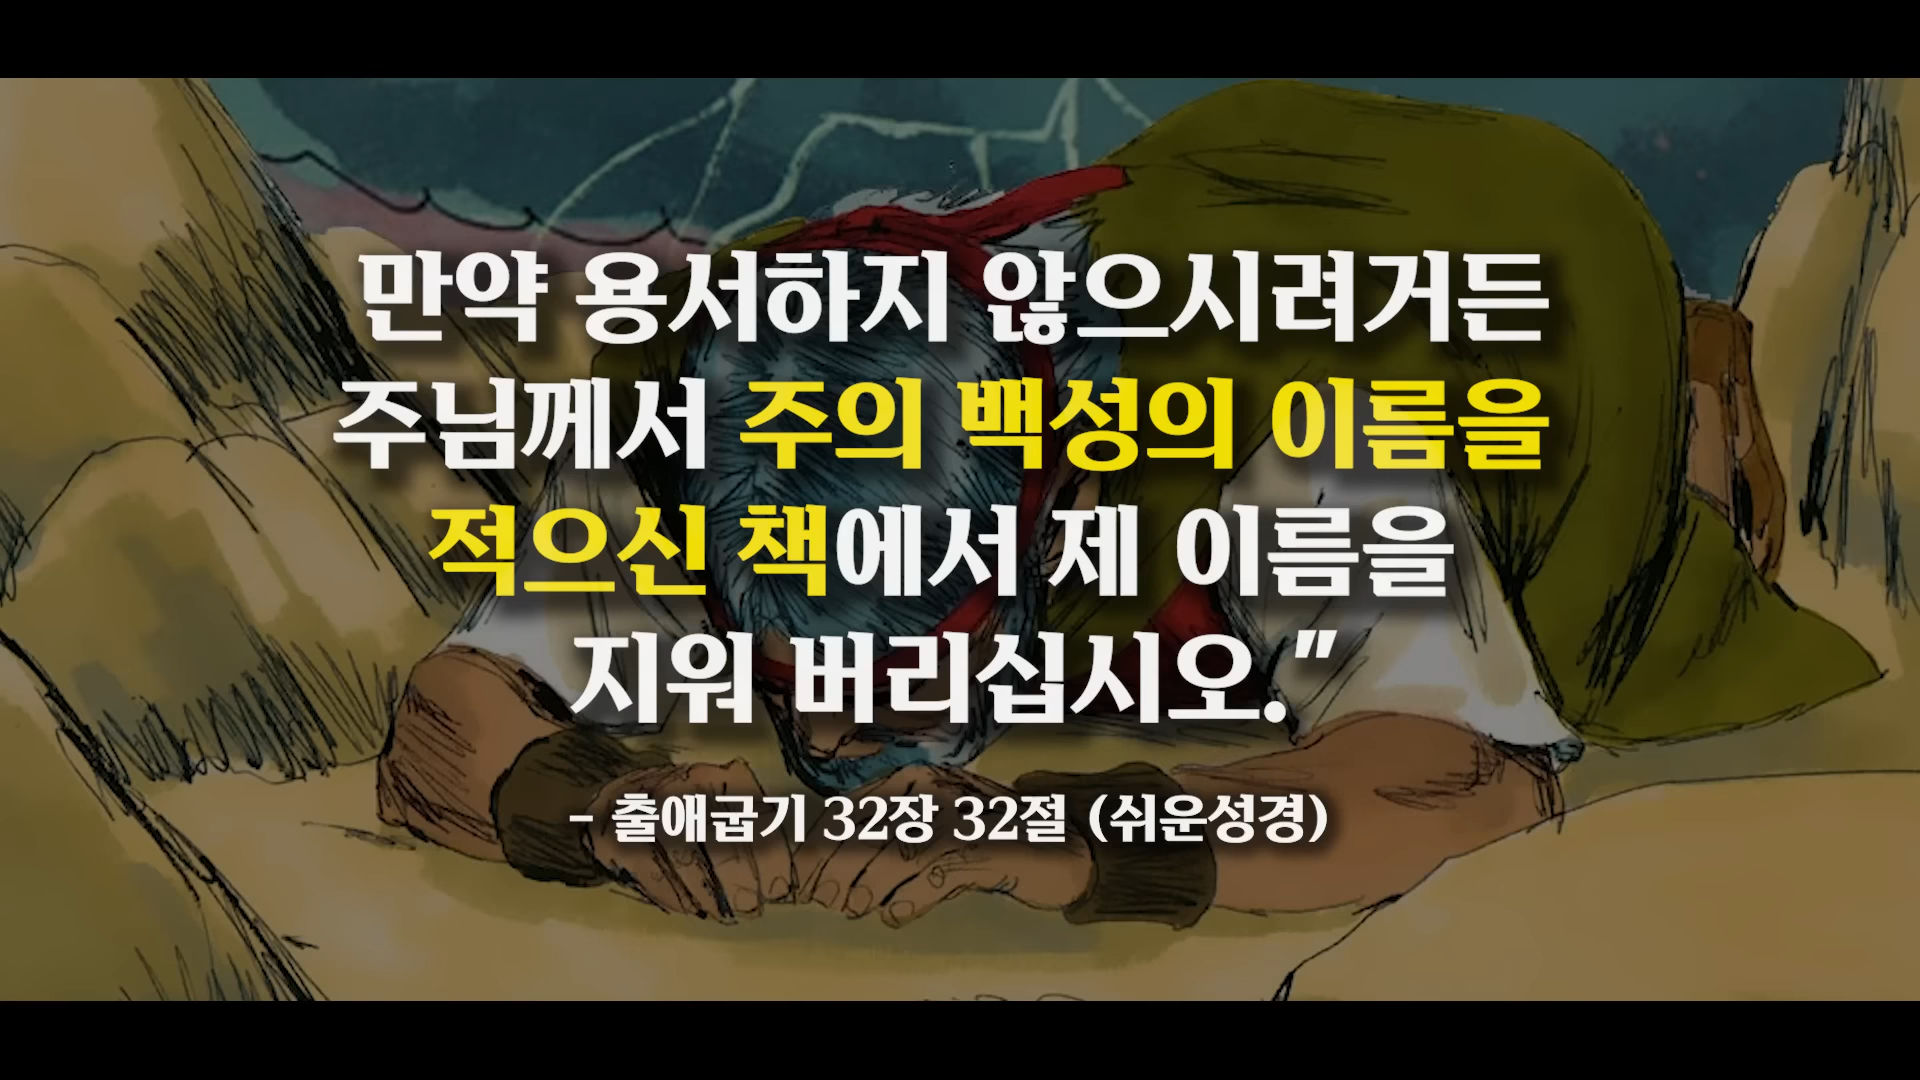 만약 용서하지 않으시려거든
주님께서 주의 백성의 이름을
적으신 책에서 제 이름을
지워 버리십시오."
- 출애굽기 32장 32절 (쉬운성경)